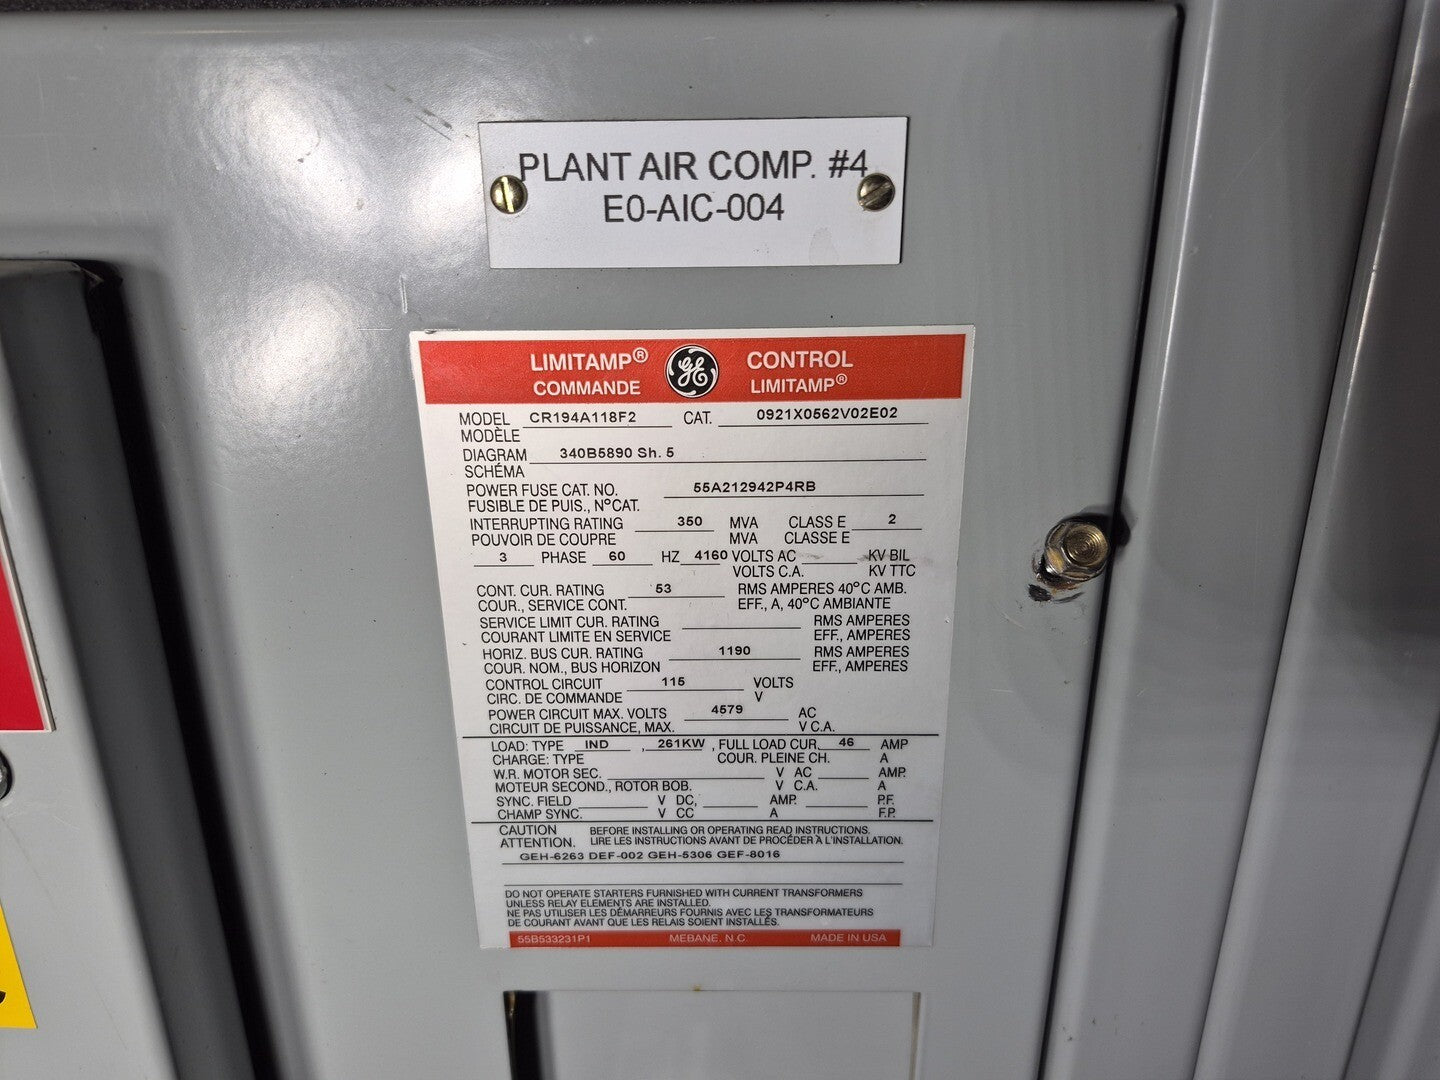 PLANT AIR COMP. #4
E0-AIC-004
LIMITAMP® GE CONTROL
COMMANDE LIMITAMP®
MODEL CR194A118F2 CAT. 0921X0562V02E02
MODÈLE
DIAGRAM 340B5890 Sh. 5
SCHÉMA
POWER FUSE CAT. NO. 55A212942P4RB
FUSIBLE DE PUIS., N°CAT.
INTERRUPTING RATING 350 MVA CLASS E 2
POUVOIR DE COUPRE MVA CLASSE E
3 PHASE 60 HZ 4160 VOLTS AC KV BIL
VOLTS C.A. KV TTC
CONT. CUR. RATING 53 RMS AMPERES 40°C AMB.
COUR., SERVICE CONT. EFF., A, 40°C AMBIANTE
SERVICE LIMIT CUR. RATING RMS AMPERES
COURANT LIMITE EN SERVICE EFF., AMPERES
HORIZ. BUS CUR. RATING 1190 RMS AMPERES
COUR. NOM., BUS HORIZON EFF., AMPERES
CONTROL CIRCUIT 115 VOLTS
CIRC. DE COMMANDE V
POWER CIRCUIT MAX. VOLTS 4579 AC
CIRCUIT DE PUISSANCE, MAX. V C.A.
LOAD: TYPE IND , 261KW , FULL LOAD CUR. 46 AMP
CHARGE: TYPE COUR. PLEINE CH. A
W.R. MOTOR SEC. V AC AMP.
MOTEUR SECOND., ROTOR BOB. V C.A. A
SYNC. FIELD V DC, AMP. P.F.
CHAMP SYNC. V CC A F.P.
CAUTION BEFORE INSTALLING OR OPERATING READ INSTRUCTIONS.
ATTENTION. LIRE LES INSTRUCTIONS AVANT DE PROCÉDER À L'INSTALLATION.
GEH-6263 DEF-002 GEH-5306 GEF-8016
DO NOT OPERATE STARTERS FURNISHED WITH CURRENT TRANSFORMERS
UNLESS RELAY ELEMENTS ARE INSTALLED.
NE PAS UTILISER LES DÉMARREURS FOURNIS AVEC LES TRANSFORMATEURS
DE COURANT AVANT QUE LES RELAIS SOIENT INSTALLÉS.
55B533231P1 MEBANE, N.C. MADE IN USA